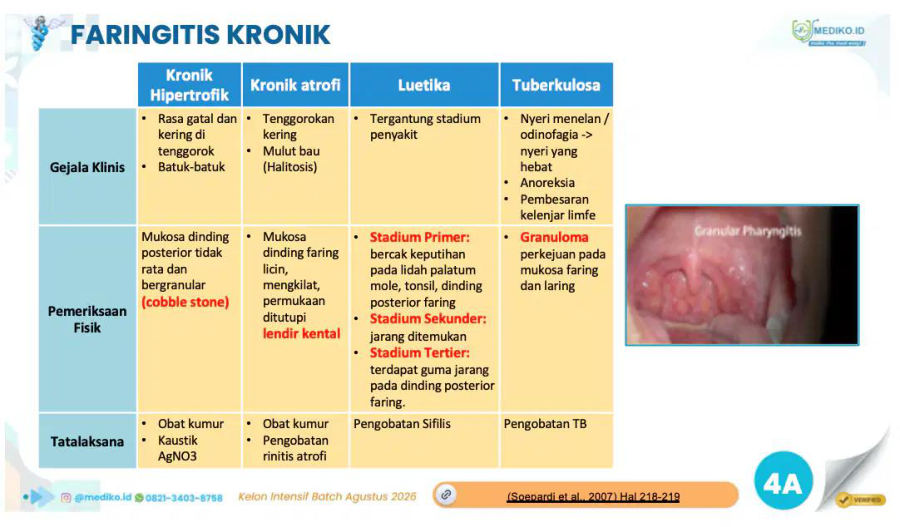 FARINGITIS KRONIK
MEDIKO.ID
Kronik
Hipertrofik
Kronik atrofi
Luetika
Tuberkulosa
Gejala Klinis
• Rasa gatal dan
kering di
tenggorok
• Batuk-batuk
• Tenggorokan
kering
• Mulut bau
(Halitosis)
• Tergantung stadium
penyakit
• Nyeri menelan /
odinofagia ->
nyeri yang
hebat
• Anoreksia
• Pembesaran
kelenjar limfe
Pemeriksaan
Fisik
Mukosa dinding
posterior tidak
rata dan
bergranular
(cobble stone)
• Mukosa
dinding faring
licin,
mengkilat,
permukaan
ditutupi
lendir kental
• Stadium Primer:
bercak keputihan
pada lidah palatum
mole, tonsil, dinding
posterior faring
• Stadium Sekunder:
jarang ditemukan
• Stadium Tertier:
terdapat guma jarang
pada dinding posterior
faring.
• Granuloma
perkejuan pada
mukosa faring
dan laring
Granular Pharyngitis
Tatalaksana
• Obat kumur
• Kaustik
AgNO3
• Obat kumur
• Pengobatan
rinitis atrofi
Pengobatan Sifilis
Pengobatan TB
@mediko.id 0821-3403-8758
Kelon Intensif Batch Agustus 2026
(Soepardi et al., 2007) Hal 218-219
4A
VERIFIED